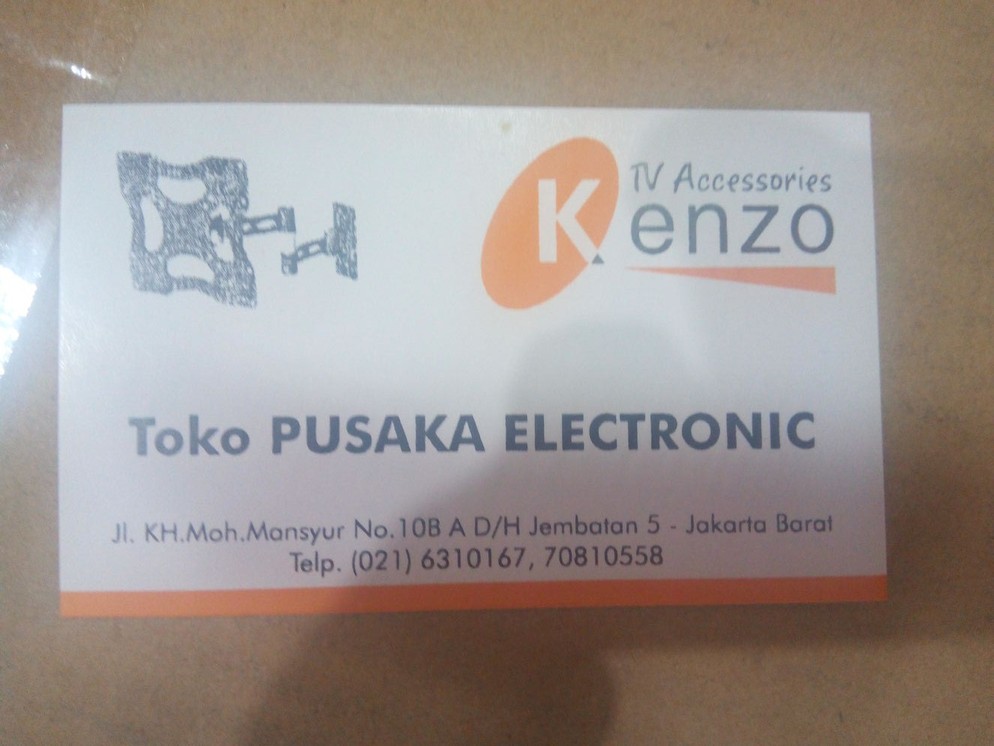 TV Accessories
Kenzo
Toko PUSAKA ELECTRONIC
Jl. KH.Moh.Mansyur No.10B A D/H Jembatan 5 - Jakarta Barat
Telp. (021) 6310167, 70810558